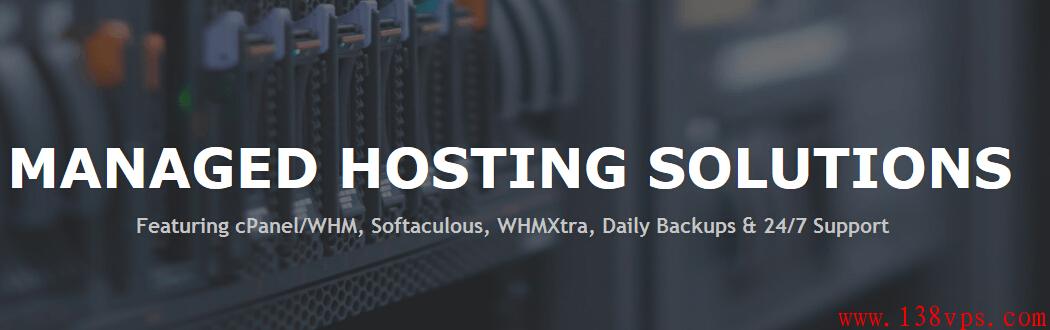 MANAGED HOSTING SOLUTIONS
Featuring cPanel/WHM, Softaculous, WHMXtra, Daily Backups & 24/7 Support
www.138vps.com